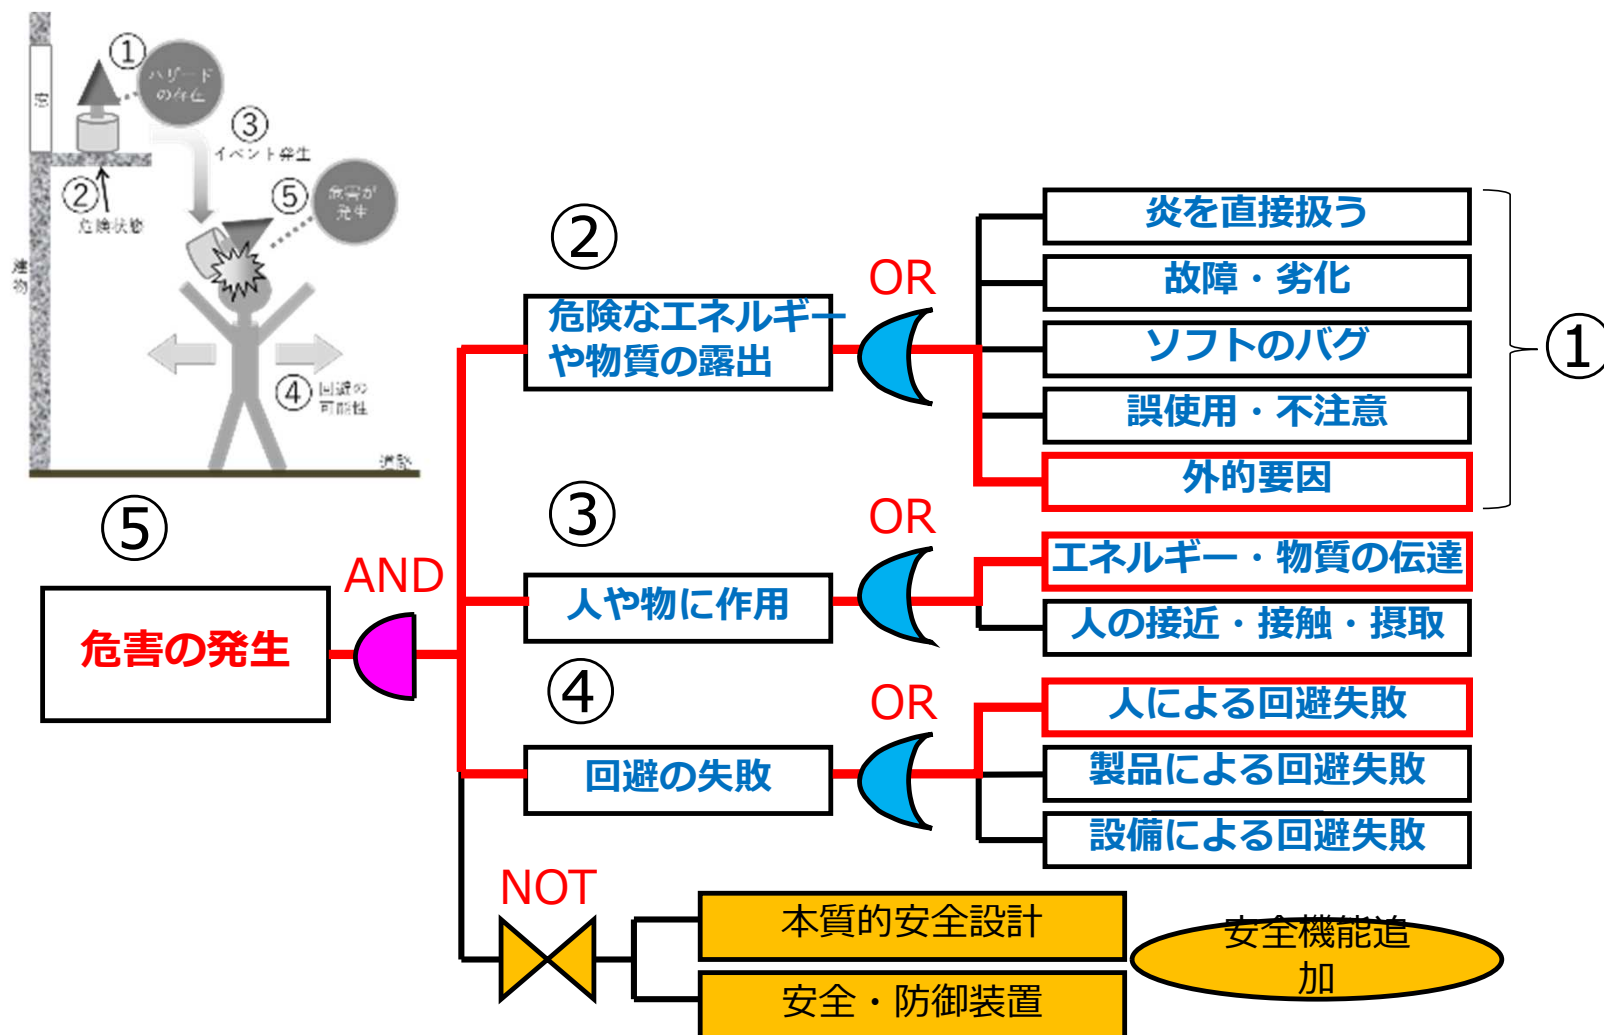 ①
ハザード
の存在
窓
③
イベント発生
②
危険状態
⑤
危害が
発生
建物
④
回避の
可能性
道路
⑤
AND
危害の発生
②
危険なエネルギー
や物質の露出
OR
炎を直接扱う
故障・劣化
ソフトのバグ
誤使用・不注意
外的要因
①
③
人や物に作用
OR
エネルギー・物質の伝達
人の接近・接触・摂取
④
回避の失敗
OR
人による回避失敗
製品による回避失敗
設備による回避失敗
NOT
本質的安全設計
安全・防御装置
安全機能追
加